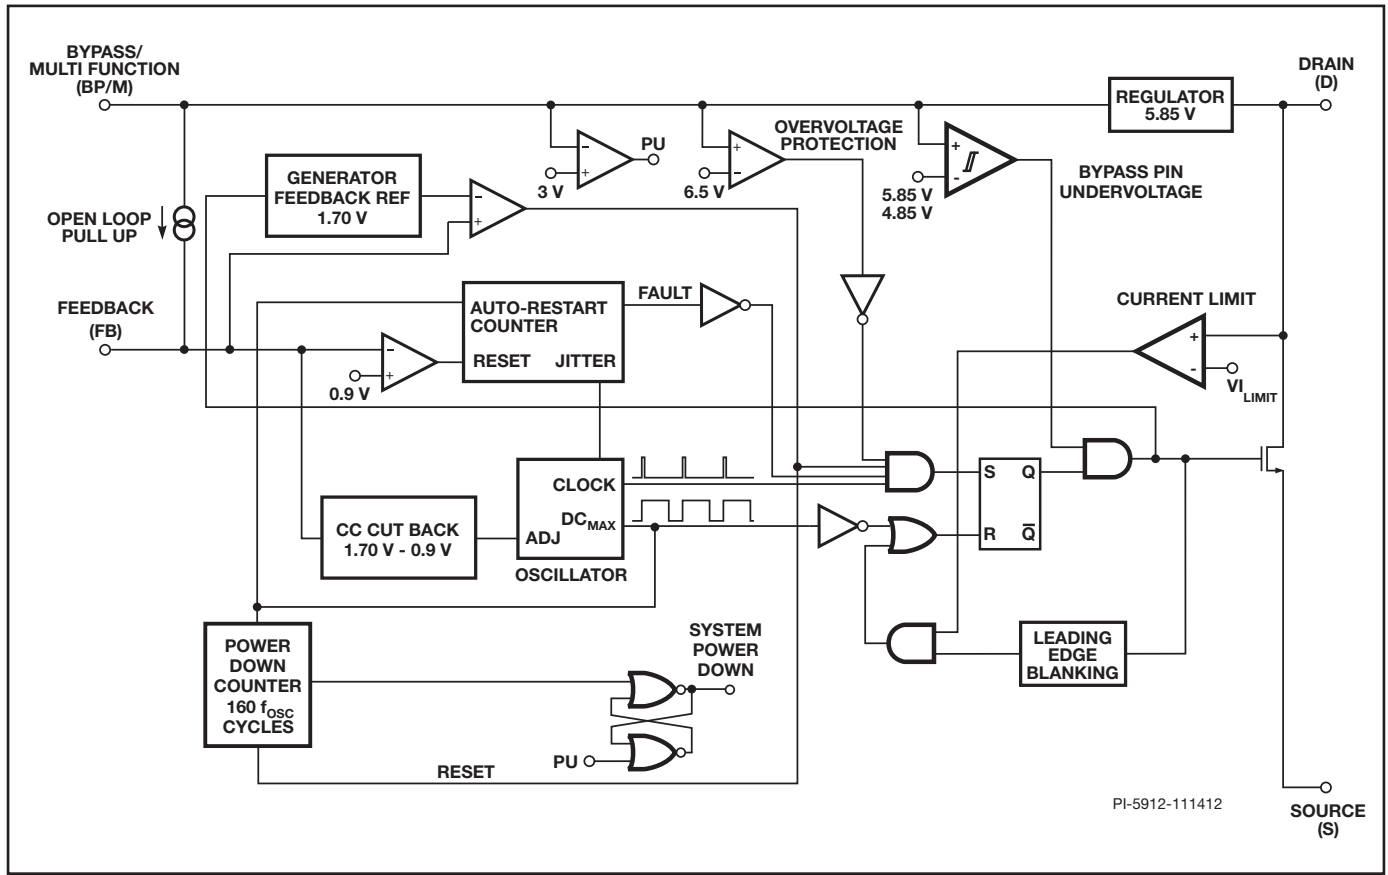 BYPASS/
MULTI FUNCTION
(BP/M)
DRAIN
(D)
REGULATOR
5.85 V
OVERVOLTAGE
PROTECTION
PU
-
+
3 V
+
-
6.5 V
+
-
5.85 V
4.85 V
BYPASS PIN
UNDERVOLTAGE
GENERATOR
FEEDBACK REF
1.70 V
-
+
OPEN LOOP
PULL UP
FEEDBACK
(FB)
AUTO-RESTART
COUNTER
RESET JITTER
FAULT
CURRENT LIMIT
+
-
VI LIMIT
-
+
0.9 V
CLOCK
DCMAX
ADJ
OSCILLATOR
CC CUT BACK
1.70 V - 0.9 V
S Q
R Q̅
POWER
DOWN
COUNTER
160 fOSC
CYCLES
SYSTEM
POWER
DOWN
LEADING
EDGE
BLANKING
PU
RESET
PI-5912-111412
SOURCE
(S)